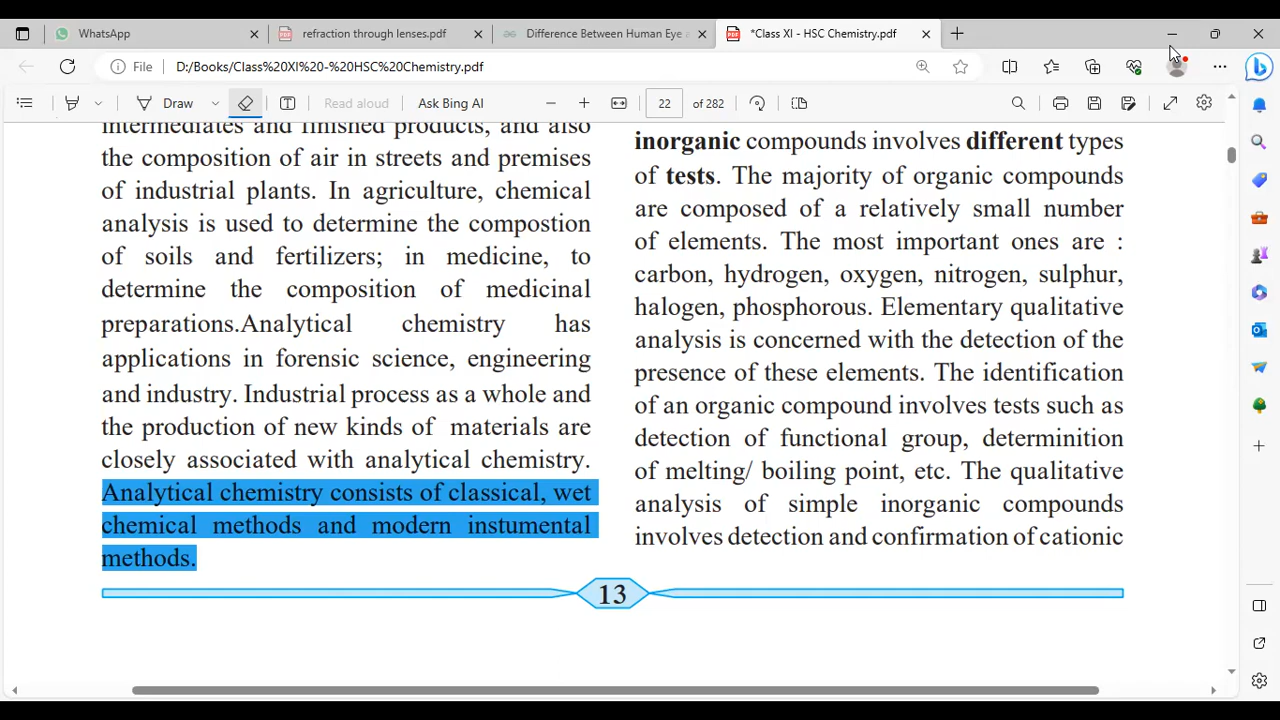 WhatsApp
refraction through lenses.pdf
Difference Between Human Eye a
*Class XI - HSC Chemistry.pdf
File D:/Books/Class%20XI%20-%20HSC%20Chemistry.pdf
Draw
Read aloud
Ask Bing AI
22 of 282
intermediates and finished products, and also
the composition of air in streets and premises
of industrial plants. In agriculture, chemical
analysis is used to determine the compostion
of soils and fertilizers; in medicine, to
determine the composition of medicinal
preparations.Analytical chemistry has
applications in forensic science, engineering
and industry. Industrial process as a whole and
the production of new kinds of materials are
closely associated with analytical chemistry.
Analytical chemistry consists of classical, wet
chemical methods and modern instumental
methods.
inorganic compounds involves different types
of tests. The majority of organic compounds
are composed of a relatively small number
of elements. The most important ones are :
carbon, hydrogen, oxygen, nitrogen, sulphur,
halogen, phosphorous. Elementary qualitative
analysis is concerned with the detection of the
presence of these elements. The identification
of an organic compound involves tests such as
detection of functional group, determinition
of melting/ boiling point, etc. The qualitative
analysis of simple inorganic compounds
involves detection and confirmation of cationic
13